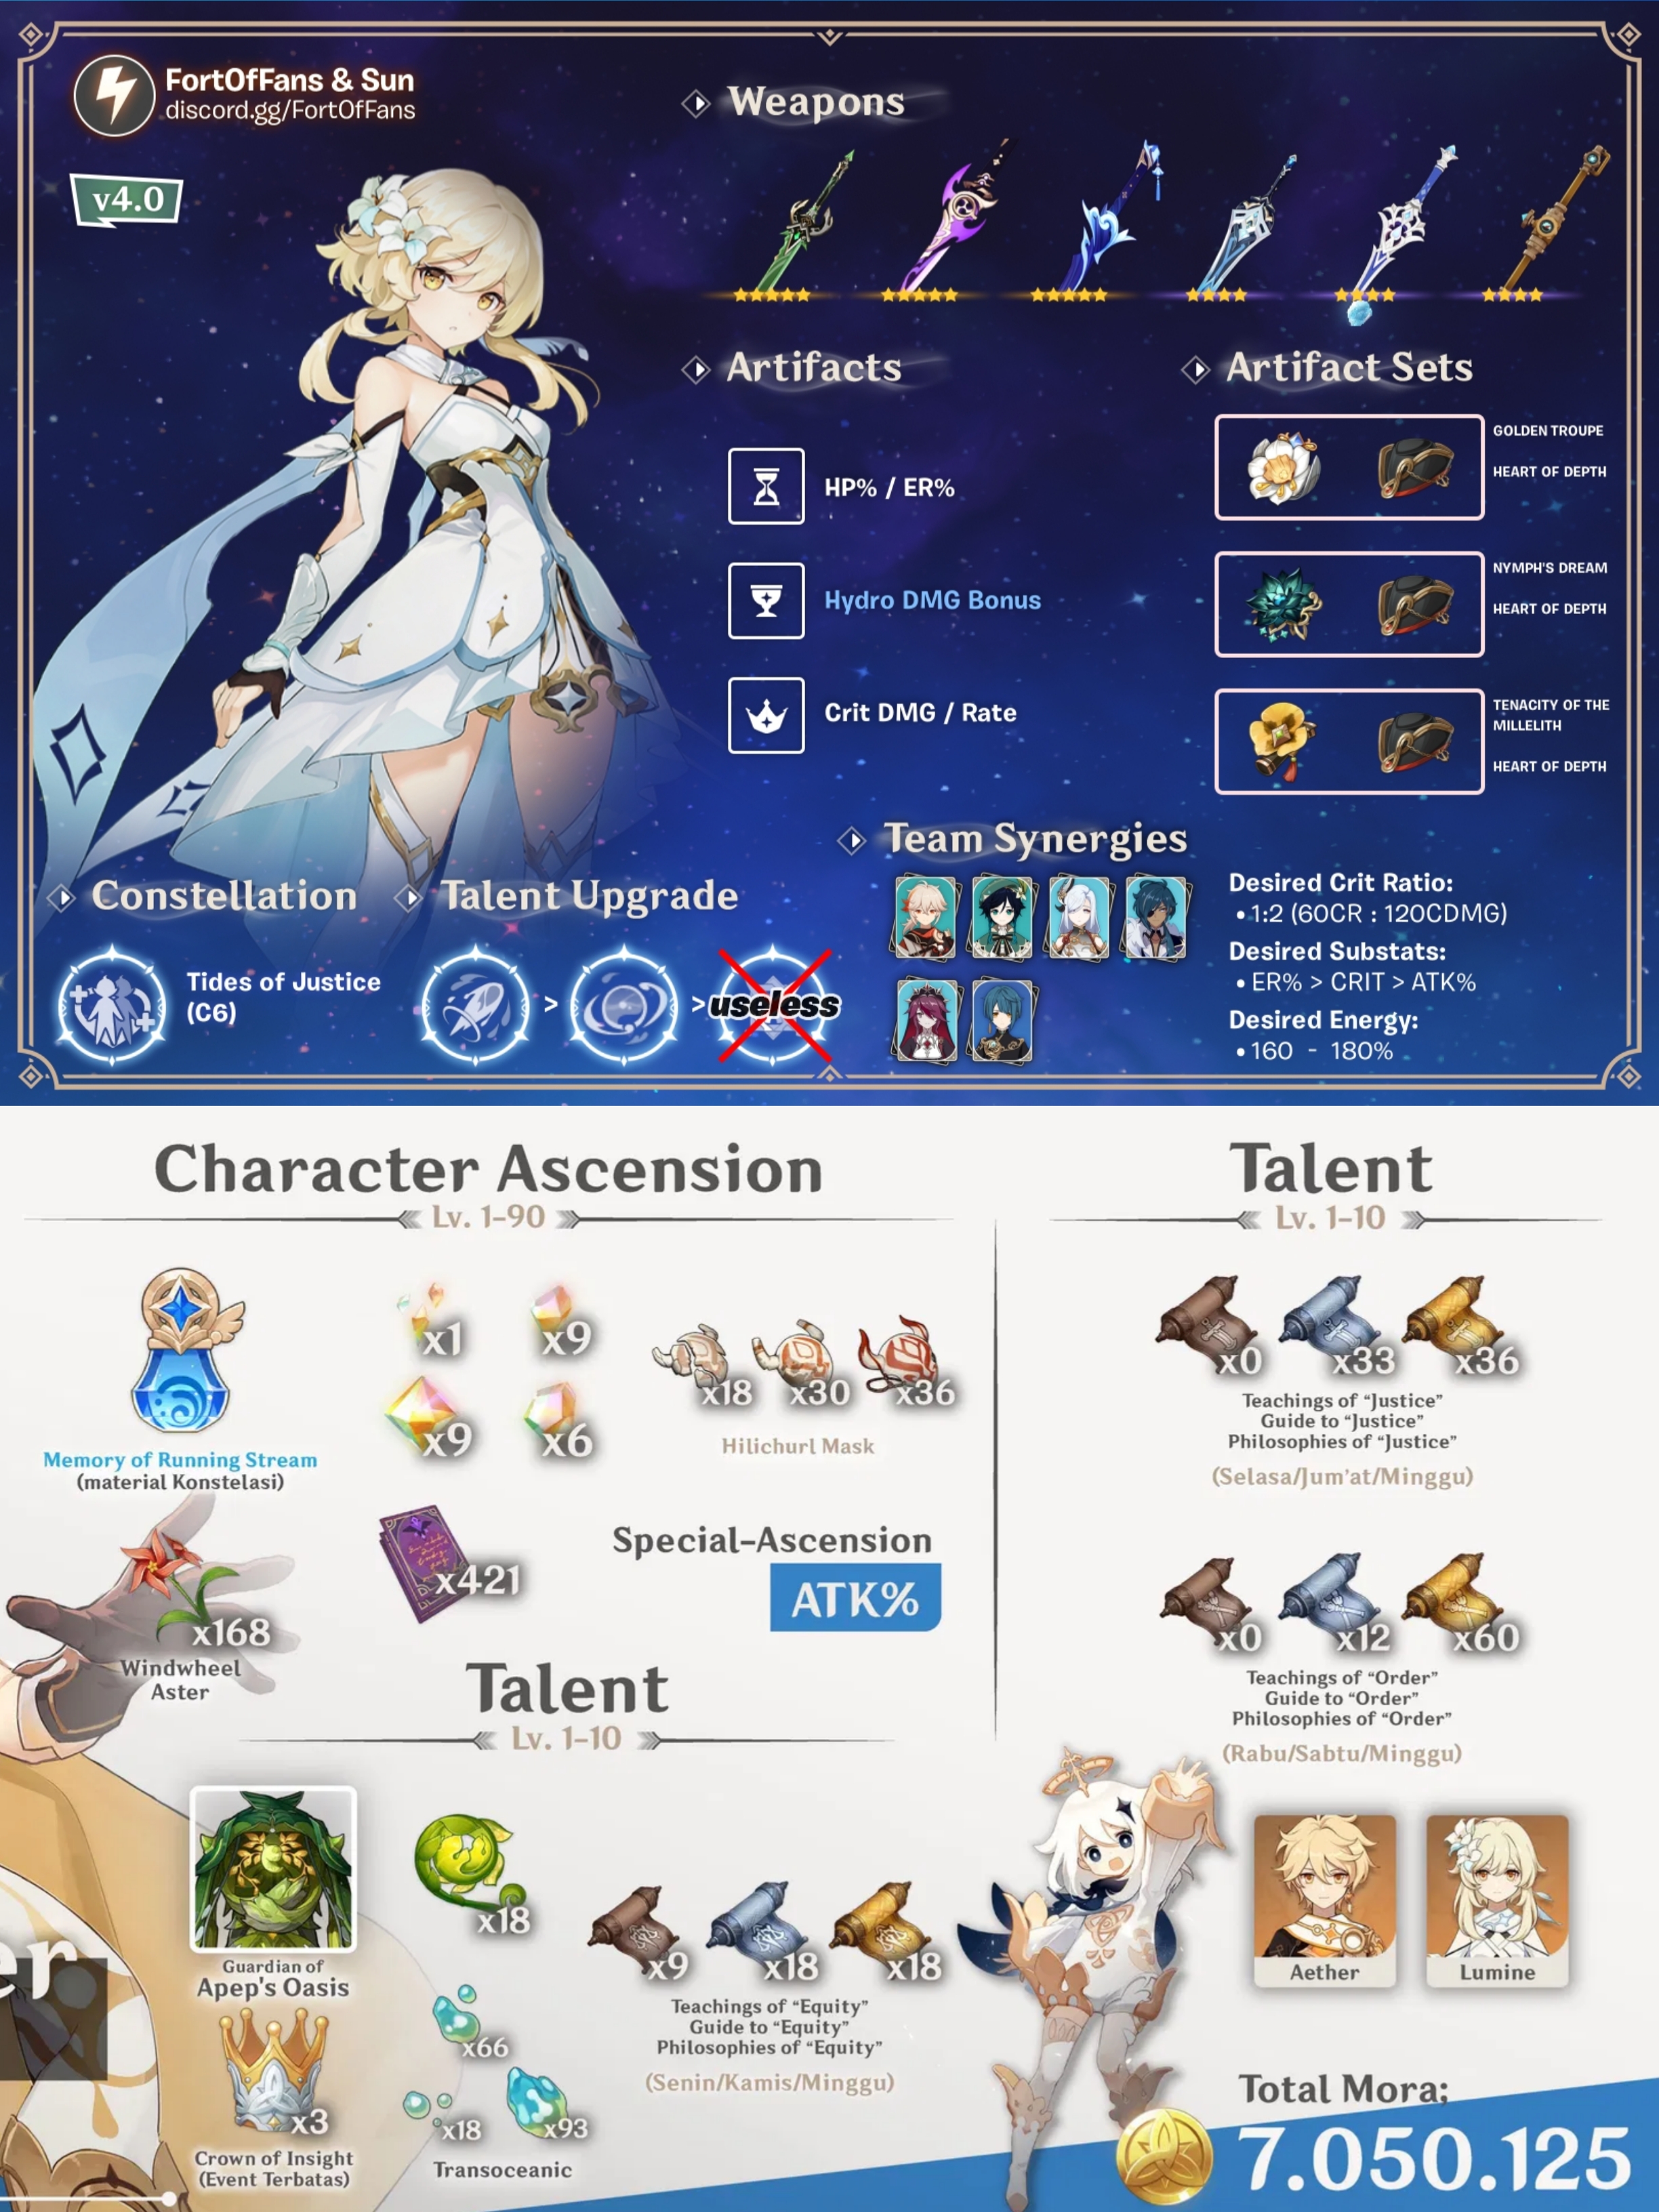 FortOfFans & Sun
discord.gg/FortOfFans
v4.0
Weapons
Artifacts
HP% / ER%
Hydro DMG Bonus
Crit DMG / Rate
Artifact Sets
GOLDEN TROUPE
HEART OF DEPTH
NYMPH'S DREAM
HEART OF DEPTH
TENACITY OF THE
MILLELITH
HEART OF DEPTH
Constellation
Tides of Justice
(C6)
Talent Upgrade
>
>
useless
Team Synergies
Desired Crit Ratio:
• 1:2 (60CR : 120CDMG)
Desired Substats:
• ER% > CRIT > ATK%
Desired Energy:
• 160 - 180%
Character Ascension
Lv. 1-90
Memory of Running Stream
(material Konstelasi)
x1
x9
x9
x6
x18
x30
x36
Hilichurl Mask
x168
Windwheel
Aster
x421
Special-Ascension
ATK%
Talent
Lv. 1-10
x0
x33
x36
Teachings of “Justice”
Guide to “Justice”
Philosophies of “Justice”
(Selasa/Jum'at/Minggu)
x0
x12
x60
Teachings of “Order”
Guide to “Order”
Philosophies of “Order”
(Rabu/Sabtu/Minggu)
Talent
Lv. 1-10
Guardian of
Apep's Oasis
x18
x3
Crown of Insight
(Event Terbatas)
x66
x18
x93
Transoceanic
x9
x18
x18
Teachings of “Equity”
Guide to “Equity”
Philosophies of “Equity”
(Senin/Kamis/Minggu)
Aether
Lumine
Total Mora;
7.050.125
er